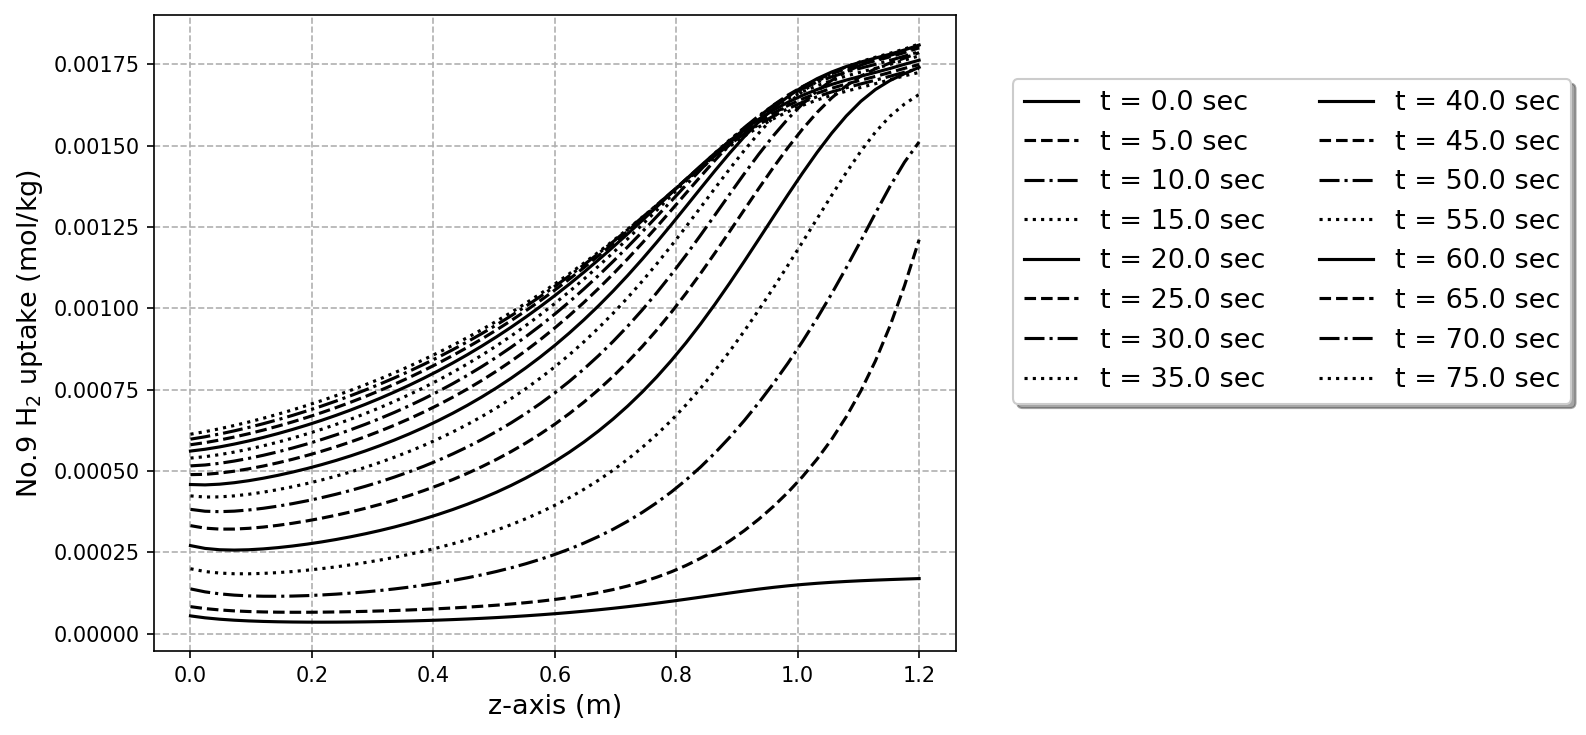 0.00175
0.00150
0.00125
0.00100
0.00075
0.00050
0.00025
0.00000
No.9 H₂ uptake (mol/kg)
0.0 0.2 0.4 0.6 0.8 1.0 1.2
z-axis (m)
t = 0.0 sec
t = 5.0 sec
t = 10.0 sec
t = 15.0 sec
t = 20.0 sec
t = 25.0 sec
t = 30.0 sec
t = 35.0 sec
t = 40.0 sec
t = 45.0 sec
t = 50.0 sec
t = 55.0 sec
t = 60.0 sec
t = 65.0 sec
t = 70.0 sec
t = 75.0 sec